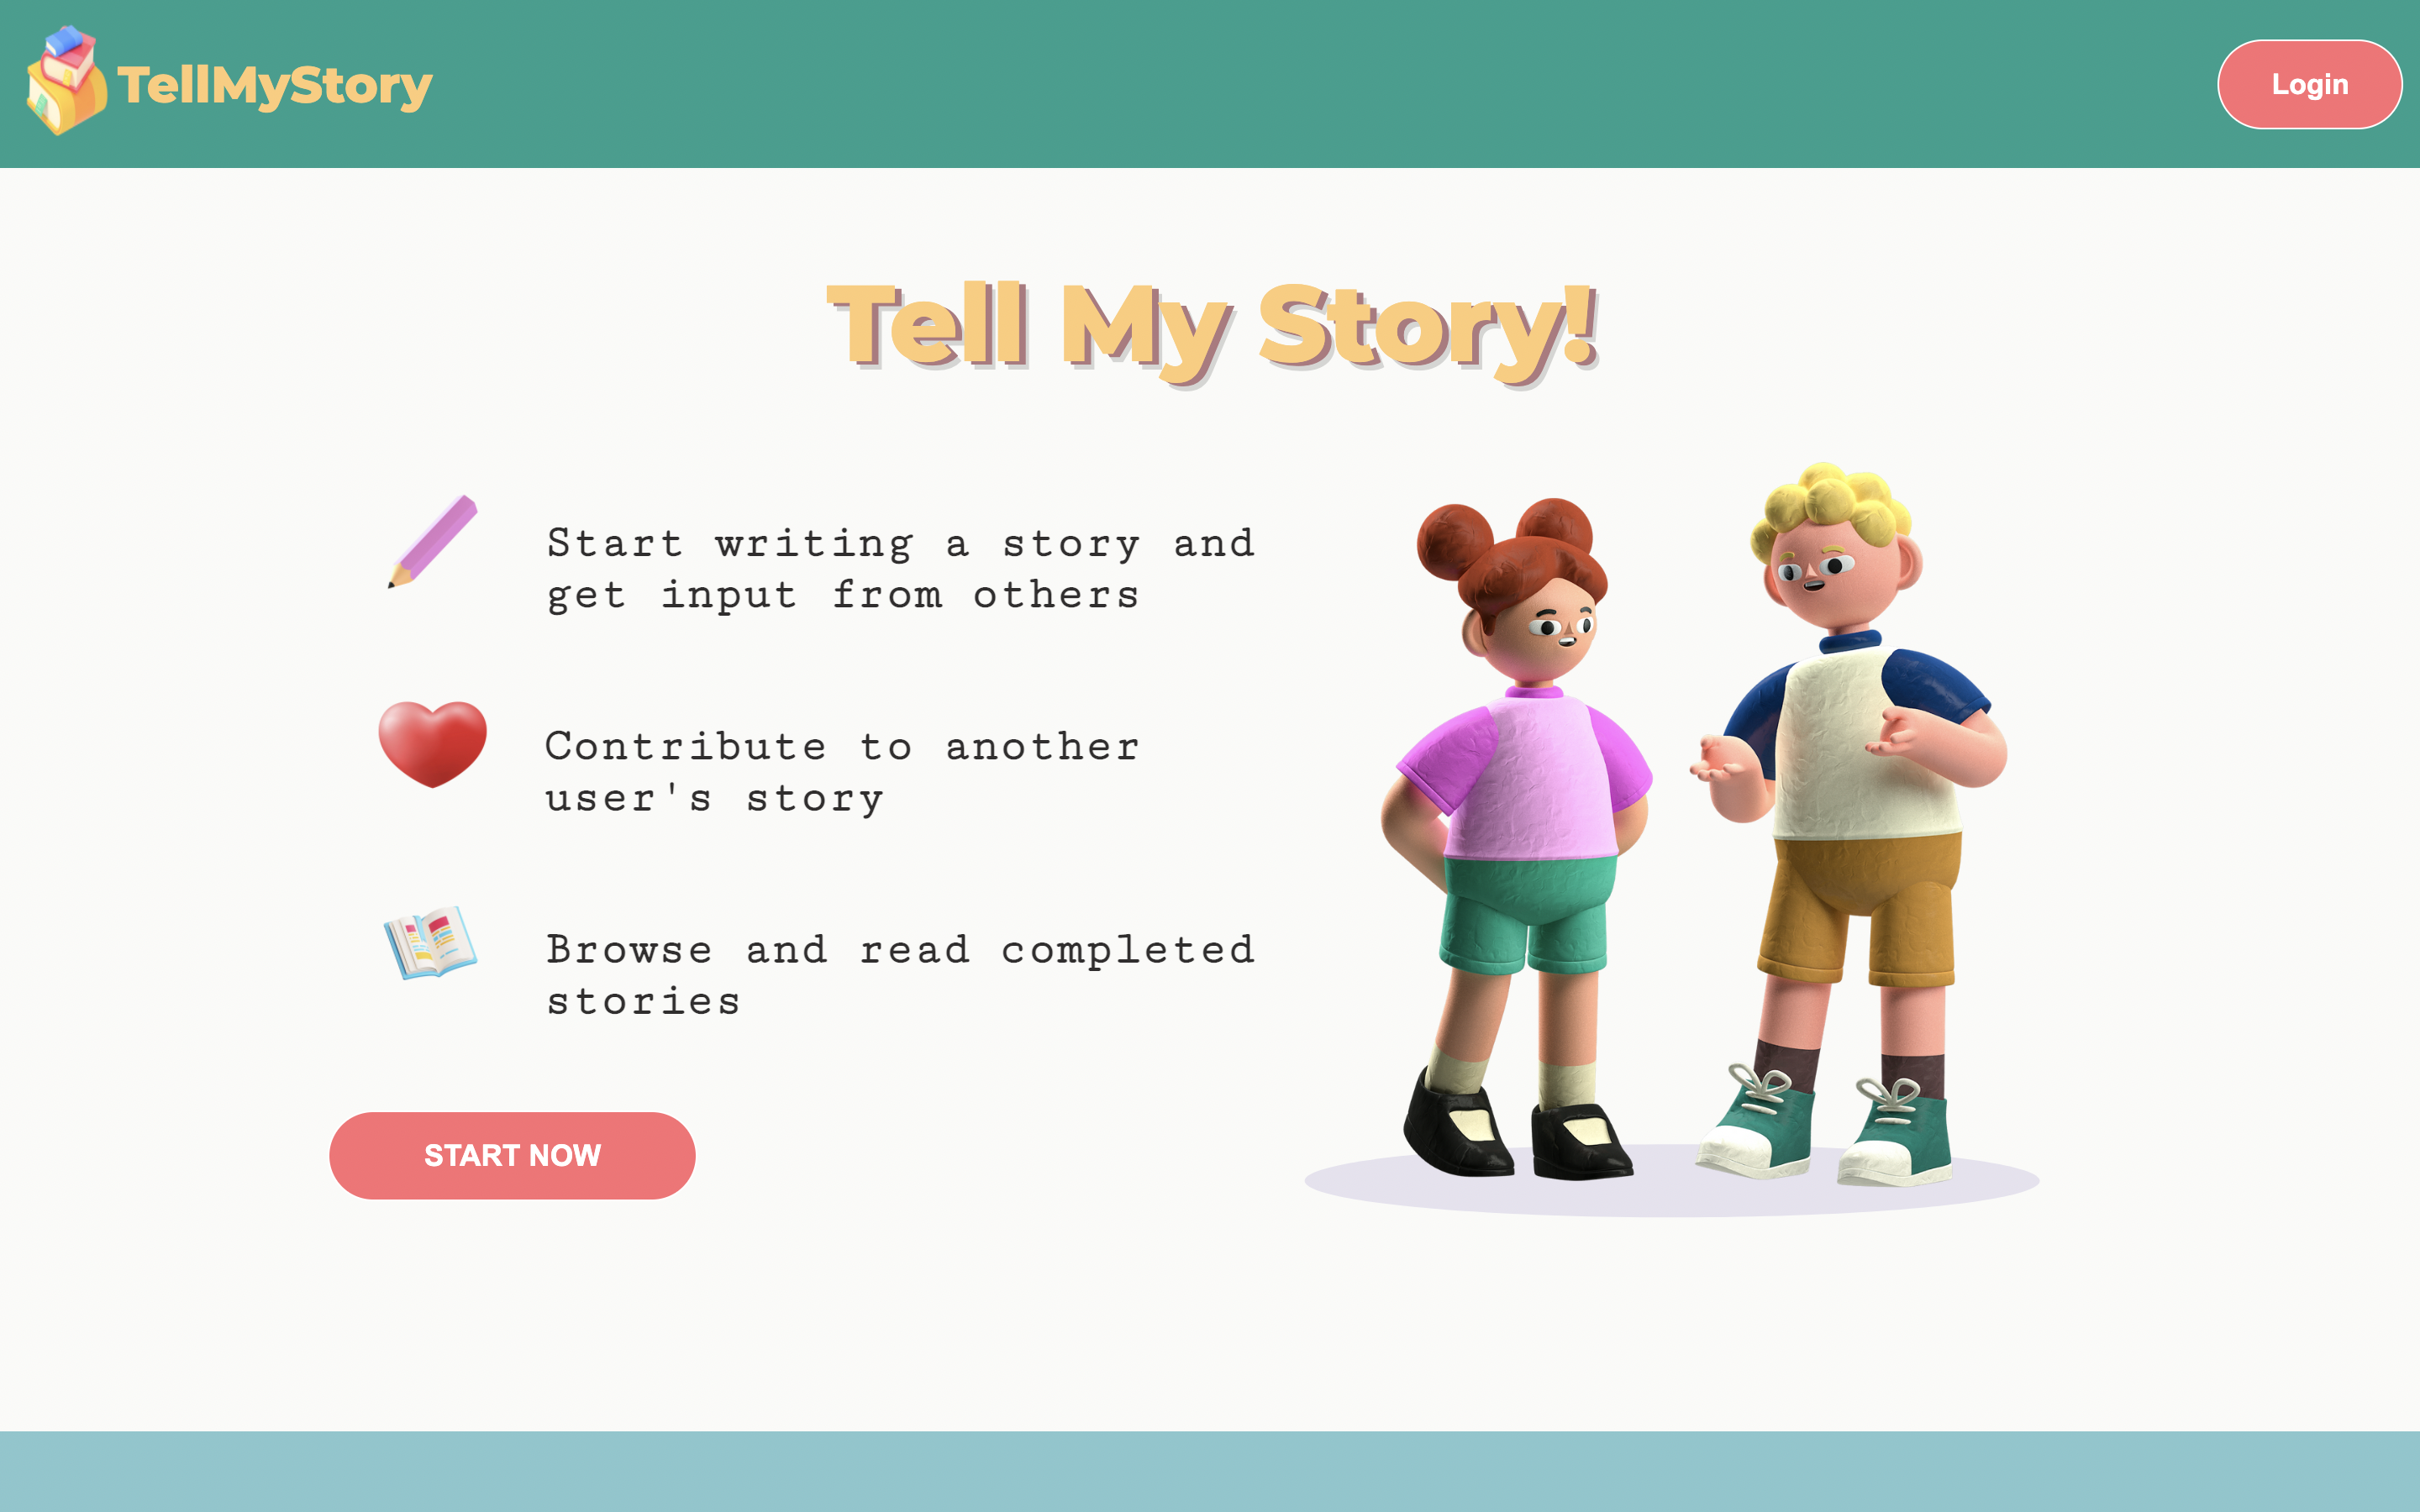 TellMyStory
Login
Tell My Story!
Start writing a story and
get input from others
Contribute to another
user's story
Browse and read completed
stories
START NOW